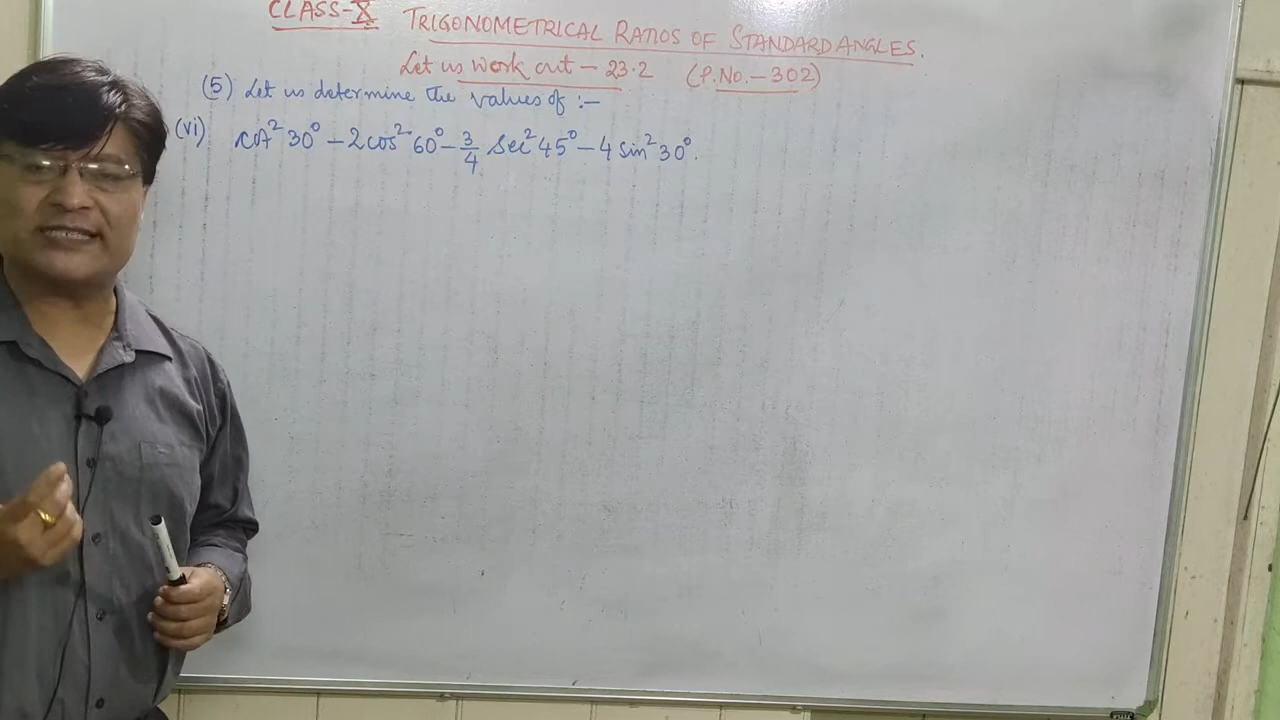 CLASS-X TRIGONOMETRICAL RATIOS OF STANDARD ANGLES.
Let us work out - 23.2 (P.NO.-302)
(5) Let us determine the values of :-
(vi) cot² 30° - 2cos² 60° - 3/4 sec² 45° - 4 sin² 30°.